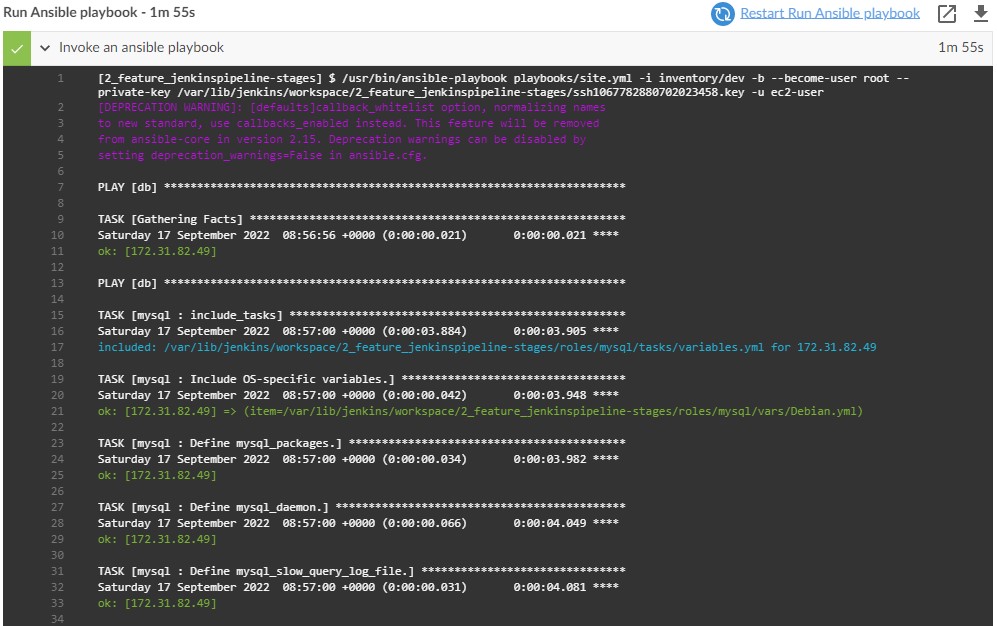 Run Ansible playbook - 1m 55s
Restart Run Ansible playbook
Invoke an ansible playbook
1m 55s
1 [2_feature_jenkinspipeline-stages] $ /usr/bin/ansible-playbook playbooks/site.yml -i inventory/dev -b --become-user root --
private-key /var/lib/jenkins/workspace/2_feature_jenkinspipeline-stages/ssh1067782880702023458.key -u ec2-user
2 [DEPRECATION WARNING]: [defaults]callback_whitelist option, normalizing names
3 to new standard, use callbacks_enabled instead. This feature will be removed
4 from ansible-core in version 2.15. Deprecation warnings can be disabled by
5 setting deprecation_warnings=False in ansible.cfg.
6
7 PLAY [db] **********************************************************************
8
9 TASK [Gathering Facts] *********************************************************
10 Saturday 17 September 2022  08:56:56 +0000 (0:00:00.021)       0:00:00.021 ****
11 ok: [172.31.82.49]
12
13 PLAY [db] **********************************************************************
14
15 TASK [mysql : include_tasks] ***************************************************
16 Saturday 17 September 2022  08:57:00 +0000 (0:00:03.884)       0:00:03.905 ****
17 included: /var/lib/jenkins/workspace/2_feature_jenkinspipeline-stages/roles/mysql/tasks/variables.yml for 172.31.82.49
18
19 TASK [mysql : Include OS-specific variables.] **********************************
20 Saturday 17 September 2022  08:57:00 +0000 (0:00:00.042)       0:00:03.948 ****
21 ok: [172.31.82.49] => (item=/var/lib/jenkins/workspace/2_feature_jenkinspipeline-stages/roles/mysql/vars/Debian.yml)
22
23 TASK [mysql : Define mysql_packages.] ******************************************
24 Saturday 17 September 2022  08:57:00 +0000 (0:00:00.034)       0:00:03.982 ****
25 ok: [172.31.82.49]
26
27 TASK [mysql : Define mysql_daemon.] ********************************************
28 Saturday 17 September 2022  08:57:00 +0000 (0:00:00.066)       0:00:04.049 ****
29 ok: [172.31.82.49]
30
31 TASK [mysql : Define mysql_slow_query_log_file.] *******************************
32 Saturday 17 September 2022  08:57:00 +0000 (0:00:00.031)       0:00:04.081 ****
33 ok: [172.31.82.49]
34